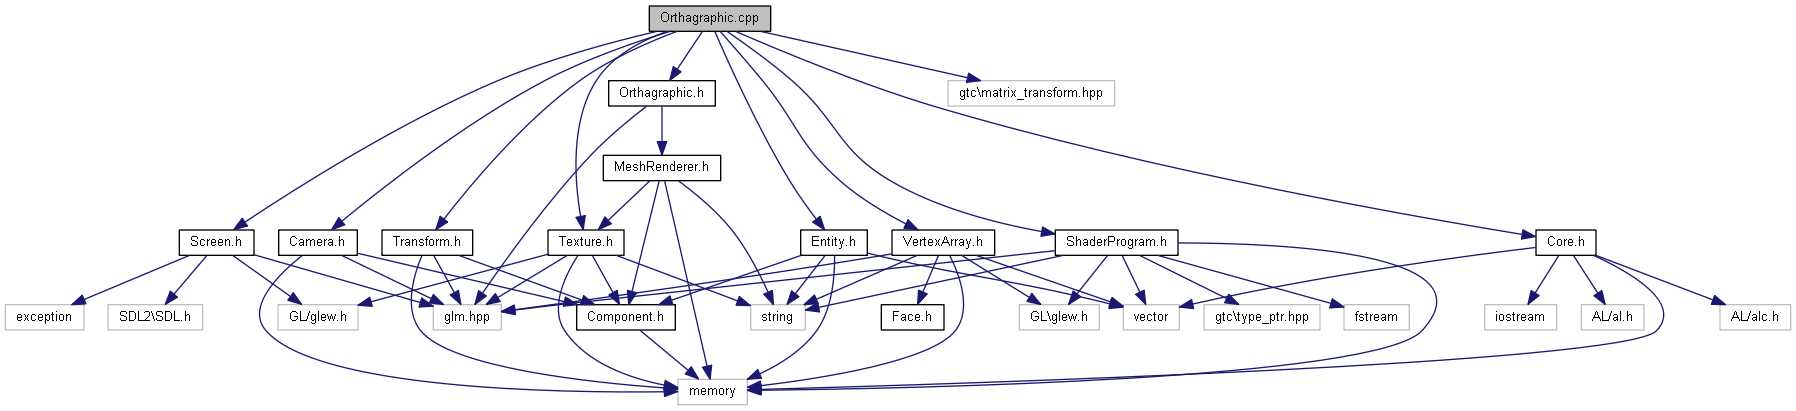 Orthagraphic.cpp
Orthagraphic.h
gtc\matrix_transform.hpp
MeshRenderer.h
Screen.h
Camera.h
Transform.h
Texture.h
Entity.h
VertexArray.h
ShaderProgram.h
Core.h
exception
SDL2\SDL.h
GL/glew.h
glm.hpp
Component.h
string
Face.h
GL\glew.h
vector
gtc\type_ptr.hpp
fstream
iostream
AL/al.h
AL/alc.h
memory